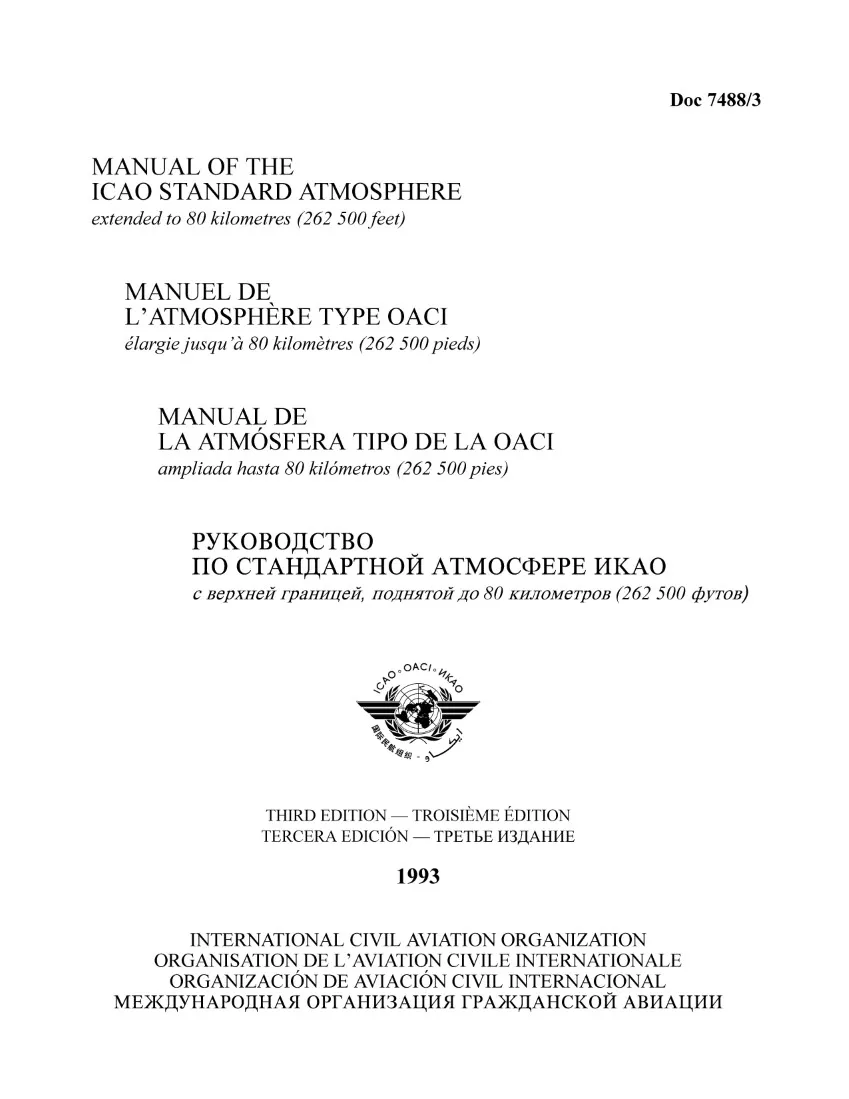 Doc 7488/3
MANUAL OF THE
ICAO STANDARD ATMOSPHERE
extended to 80 kilometres (262 500 feet)
MANUEL DE
L’ATMOSPHÈRE TYPE OACI
élargie jusqu’à 80 kilomètres (262 500 pieds)
MANUAL DE
LA ATMÓSFERA TIPO DE LA OACI
ampliada hasta 80 kilómetros (262 500 pies)
РУКОВОДСТВО
ПО СТАНДАРТНОЙ АТМОСФЕРЕ ИКАО
с верхней границей, поднятой до 80 километров (262 500 футов)
ICAO ◦ OACI ◦ ИКАО
国际民航组织 - ايكاو
THIRD EDITION — TROISIÈME ÉDITION
TERCERA EDICIÓN — ТРЕТЬЕ ИЗДАНИЕ
1993
INTERNATIONAL CIVIL AVIATION ORGANIZATION
ORGANISATION DE L’AVIATION CIVILE INTERNATIONALE
ORGANIZACIÓN DE AVIACIÓN CIVIL INTERNACIONAL
МЕЖДУНАРОДНАЯ ОРГАНИЗАЦИЯ ГРАЖДАНСКОЙ АВИАЦИИ